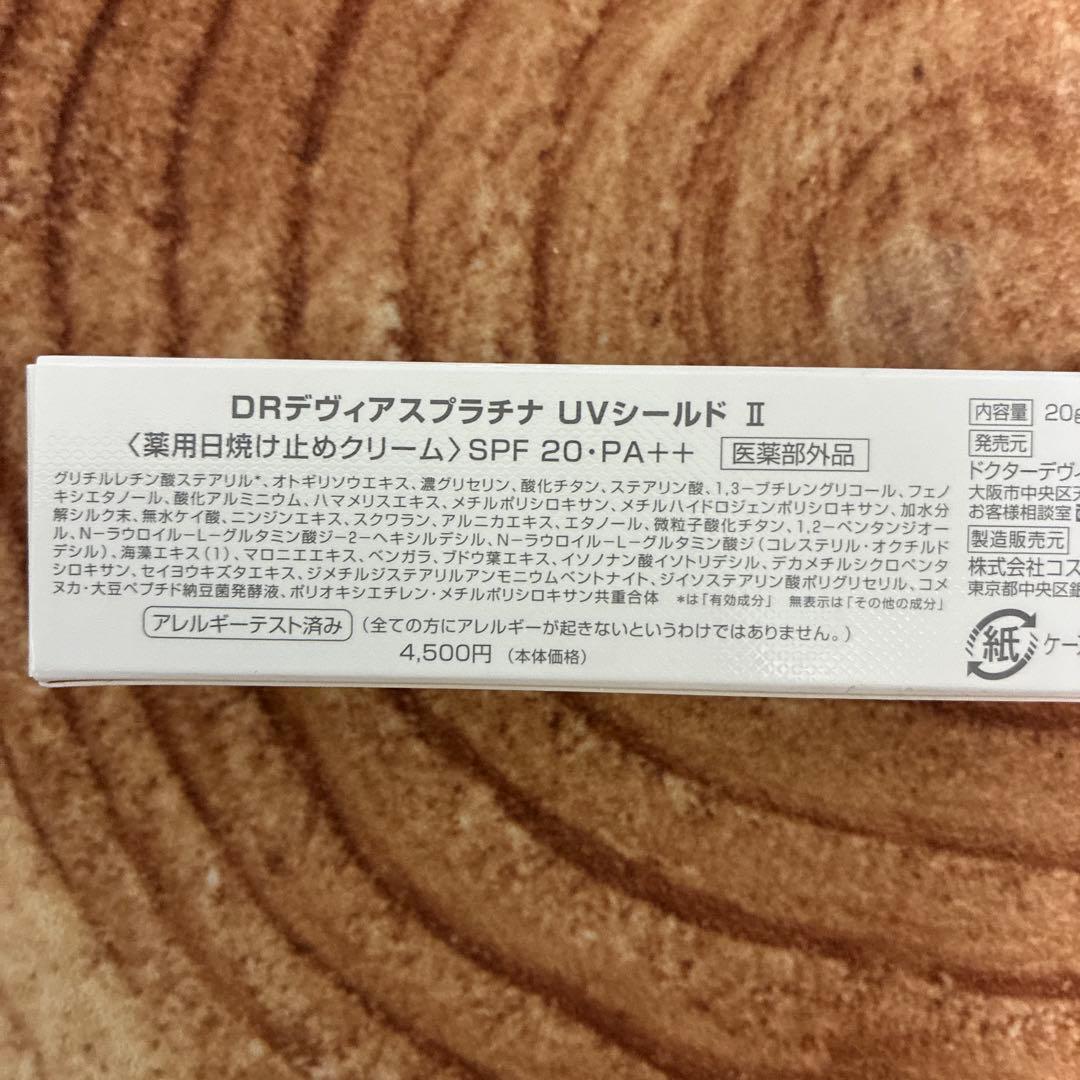 DRデヴィアスプラチナ UVシールド Ⅱ
〈薬用日焼け止めクリーム〉SPF 20・PA++ 医薬部外品
グリチルレチン酸ステアリル*、オトギリソウエキス、濃グリセリン、酸化チタン、ステアリン酸、1,3-ブチレングリコール、フェノ
キシエタノール、酸化アルミニウム、ハマメリスエキス、メチルポリシロキサン、メチルハイドロジェンポリシロキサン、加水分
解シルク末、無水ケイ酸、ニンジンエキス、スクワラン、アルニカエキス、エタノール、微粒子酸化チタン、1,2-ペンタンジオー
ル、N-ラウロイル-L-グルタミン酸ジ-2-ヘキシルデシル、N-ラウロイル-L-グルタミン酸ジ(コレステリル・オクチルド
デシル)、海藻エキス(1)、マロニエエキス、ベンガラ、ブドウ葉エキス、イソノナン酸イソトリデシル、デカメチルシクロペンタ
シロキサン、セイヨウキズタエキス、ジメチルジステアリルアンモニウムベントナイト、ジイソステアリン酸ポリグリセリル、コメ
ヌカ・大豆ペプチド納豆菌発酵液、ポリオキシエチレン・メチルポリシロキサン共重合体 *は「有効成分」 無表示は「その他の成分」
アレルギーテスト済み (全ての方にアレルギーが起きないというわけではありません。)
4,500円 (本体価格)
内容量 20g
発売元
ドクターデヴィ
大阪市中央区
お客様相談室
製造販売元
株式会社コス
東京都中央区銀
紙 ケー